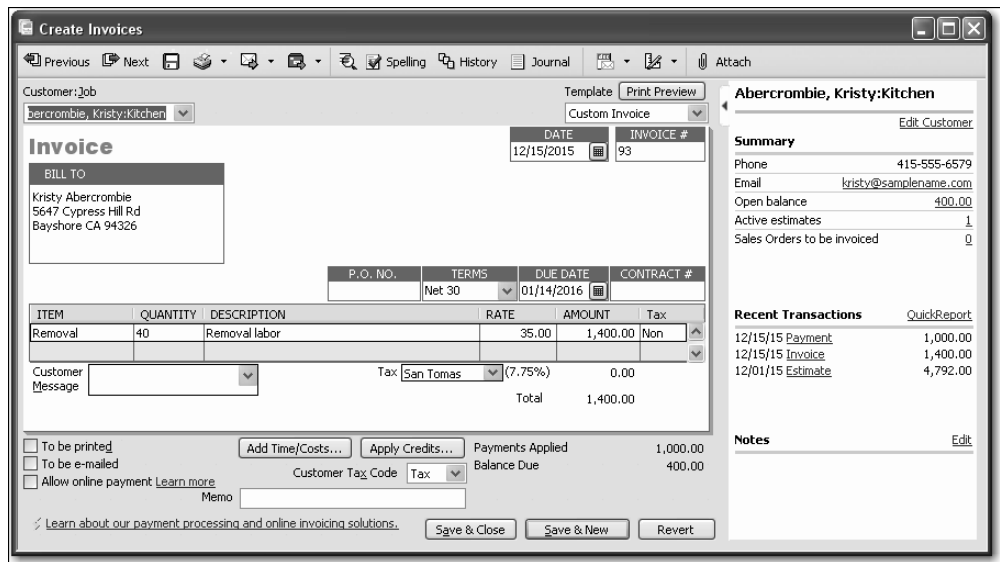 Create Invoices
Previous Next Spelling History Journal Attach
Customer:Job
Template Print Preview
bercrombie, Kristy:Kitchen
Custom Invoice
Invoice
DATE INVOICE #
12/15/2015 93
BILL TO
Kristy Abercrombie
5647 Cypress Hill Rd
Bayshore CA 94326
P.O. NO. TERMS DUE DATE CONTRACT #
Net 30 01/14/2016
ITEM QUANTITY DESCRIPTION RATE AMOUNT Tax
Removal 40 Removal labor 35.00 1,400.00 Non
Customer Message
Tax San Tomas (7.75%) 0.00
Total 1,400.00
To be printed
To be e-mailed
Allow online payment Learn more
Add Time/Costs... Apply Credits...
Payments Applied 1,000.00
Balance Due 400.00
Customer Tax Code Tax
Memo
Learn about our payment processing and online invoicing solutions.
Save & Close Save & New Revert
Abercrombie, Kristy:Kitchen
Edit Customer
Summary
Phone 415-555-6579
Email kristy@samplename.com
Open balance 400.00
Active estimates 1
Sales Orders to be invoiced 0
Recent Transactions QuickReport
12/15/15 Payment 1,000.00
12/15/15 Invoice 1,400.00
12/01/15 Estimate 4,792.00
Notes Edit